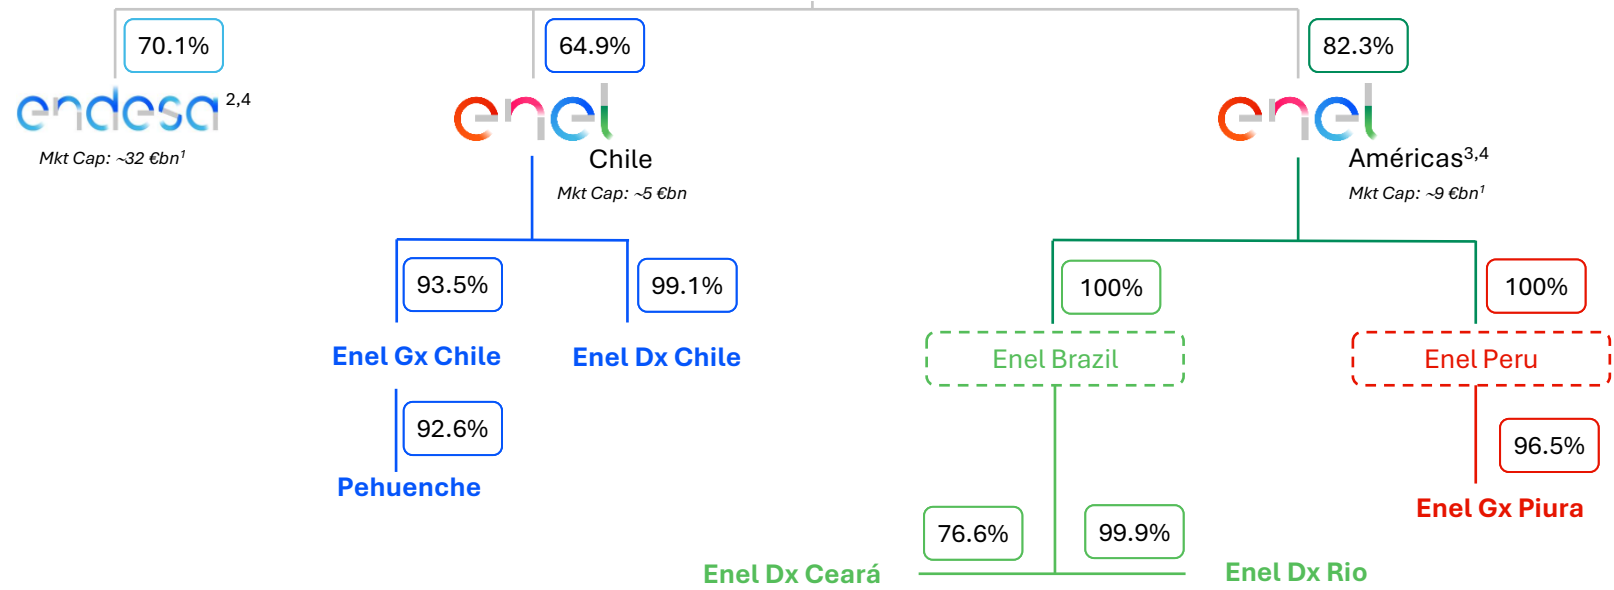 70.1%
64.9%
82.3%
endesa 2,4
enel
enel
Mkt Cap: ~32 €bn1
Chile
Américas3,4
Mkt Cap: ~5 €bn
Mkt Cap: ~9 €bn1
93.5%
99.1%
100%
100%
Enel Gx Chile
Enel Dx Chile
Enel Brazil
Enel Peru
92.6%
96.5%
Pehuenche
Enel Gx Piura
76.6%
99.9%
Enel Dx Ceará
Enel Dx Rio